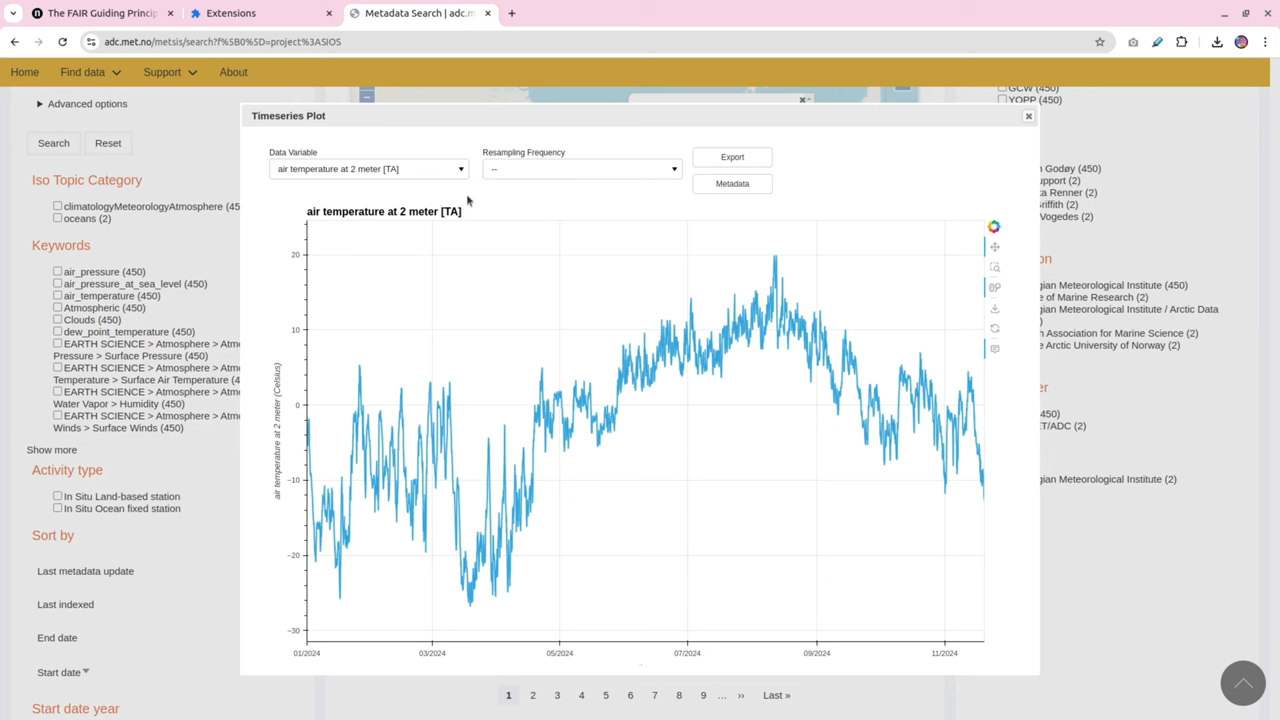 The FAIR Guiding Princip
Extensions
Metadata Search | adc.m
adc.met.no/metsis/search?f%5B0%5D=project%3ASIOS
Home
Find data
Support
About
Advanced options
Search
Reset
Iso Topic Category
climatologyMeteorologyAtmosphere (45
oceans (2)
Keywords
air_pressure (450)
air_pressure_at_sea_level (450)
air_temperature (450)
Atmospheric (450)
Clouds (450)
dew_point_temperature (450)
EARTH SCIENCE > Atmosphere > Atmo
Pressure > Surface Pressure (450)
EARTH SCIENCE > Atmosphere > Atmo
Temperature > Surface Air Temperature (4
EARTH SCIENCE > Atmosphere > Atmo
Water Vapor > Humidity (450)
EARTH SCIENCE > Atmosphere > Atmo
Winds > Surface Winds (450)
Show more
Activity type
In Situ Land-based station
In Situ Ocean fixed station
Sort by
Last metadata update
Last indexed
End date
Start date
Start date year
Timeseries Plot
Data Variable
air temperature at 2 meter [TA]
Resampling Frequency
--
Export
Metadata
air temperature at 2 meter [TA]
air temperature at 2 meter (Celsius)
20
10
0
−10
−20
−30
01/2024
03/2024
05/2024
07/2024
09/2024
11/2024
1 2 3 4 5 6 7 8 9 … ›› Last »
GCW (450)
YOPP (450)
n Godøy (450)
upport (2)
ka Renner (2)
Griffith (2)
Vogedes (2)
on
gian Meteorological Institute (450)
e of Marine Research (2)
gian Meteorological Institute / Arctic Data
)
n Association for Marine Science (2)
e Arctic University of Norway (2)
er
450)
ET/ADC (2)
gian Meteorological Institute (2)